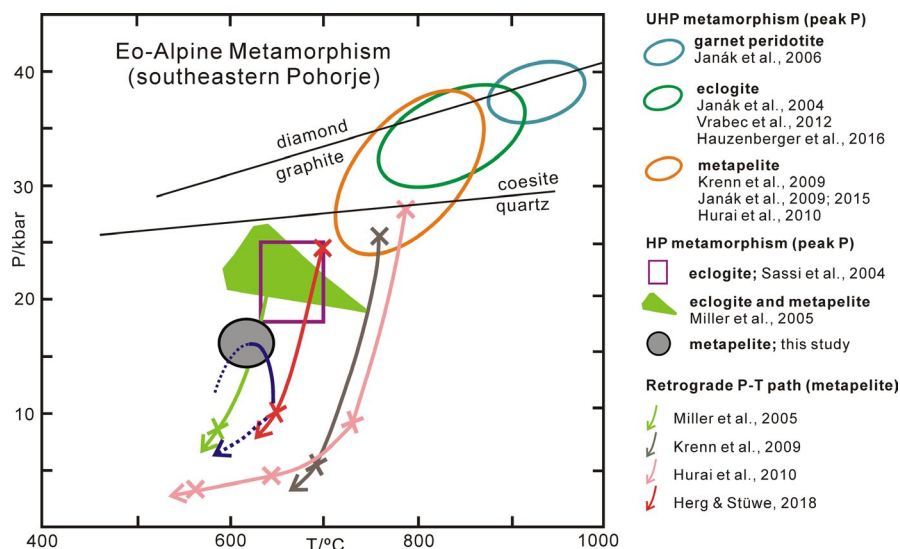 Eo-Alpine Metamorphism
(southeastern Pohorje)
diamond
graphite
coesite
quartz
P/kbar
40
30
20
10
400
600
800
1000
T/°C
UHP metamorphism (peak P)
garnet peridotite
Janák et al., 2006
eclogite
Janák et al., 2004
Vrabec et al., 2012
Hauzenberger et al., 2016
metapelite
Krenn et al., 2009
Janák et al., 2009; 2015
Hurai et al., 2010
HP metamorphism (peak P)
eclogite; Sassi et al., 2004
eclogite and metapelite
Miller et al., 2005
metapelite; this study
Retrograde P-T path (metapelite)
Miller et al., 2005
Krenn et al., 2009
Hurai et al., 2010
Herg & Stüwe, 2018